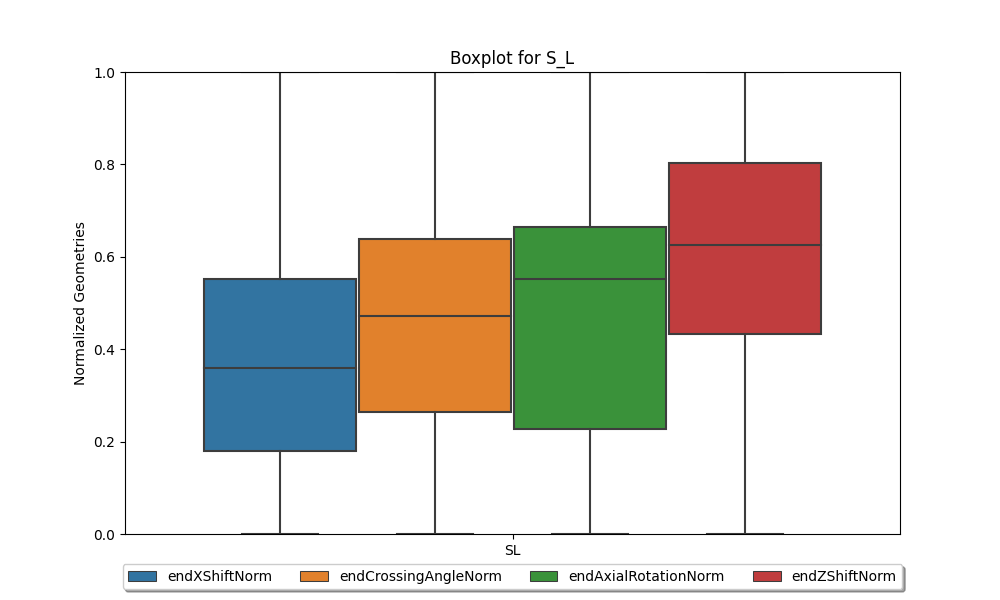 Boxplot for S_L
1.0
0.8
0.6
0.4
0.2
0.0
Normalized Geometries
SL
endXShiftNorm endCrossingAngleNorm endAxialRotationNorm endZShiftNorm